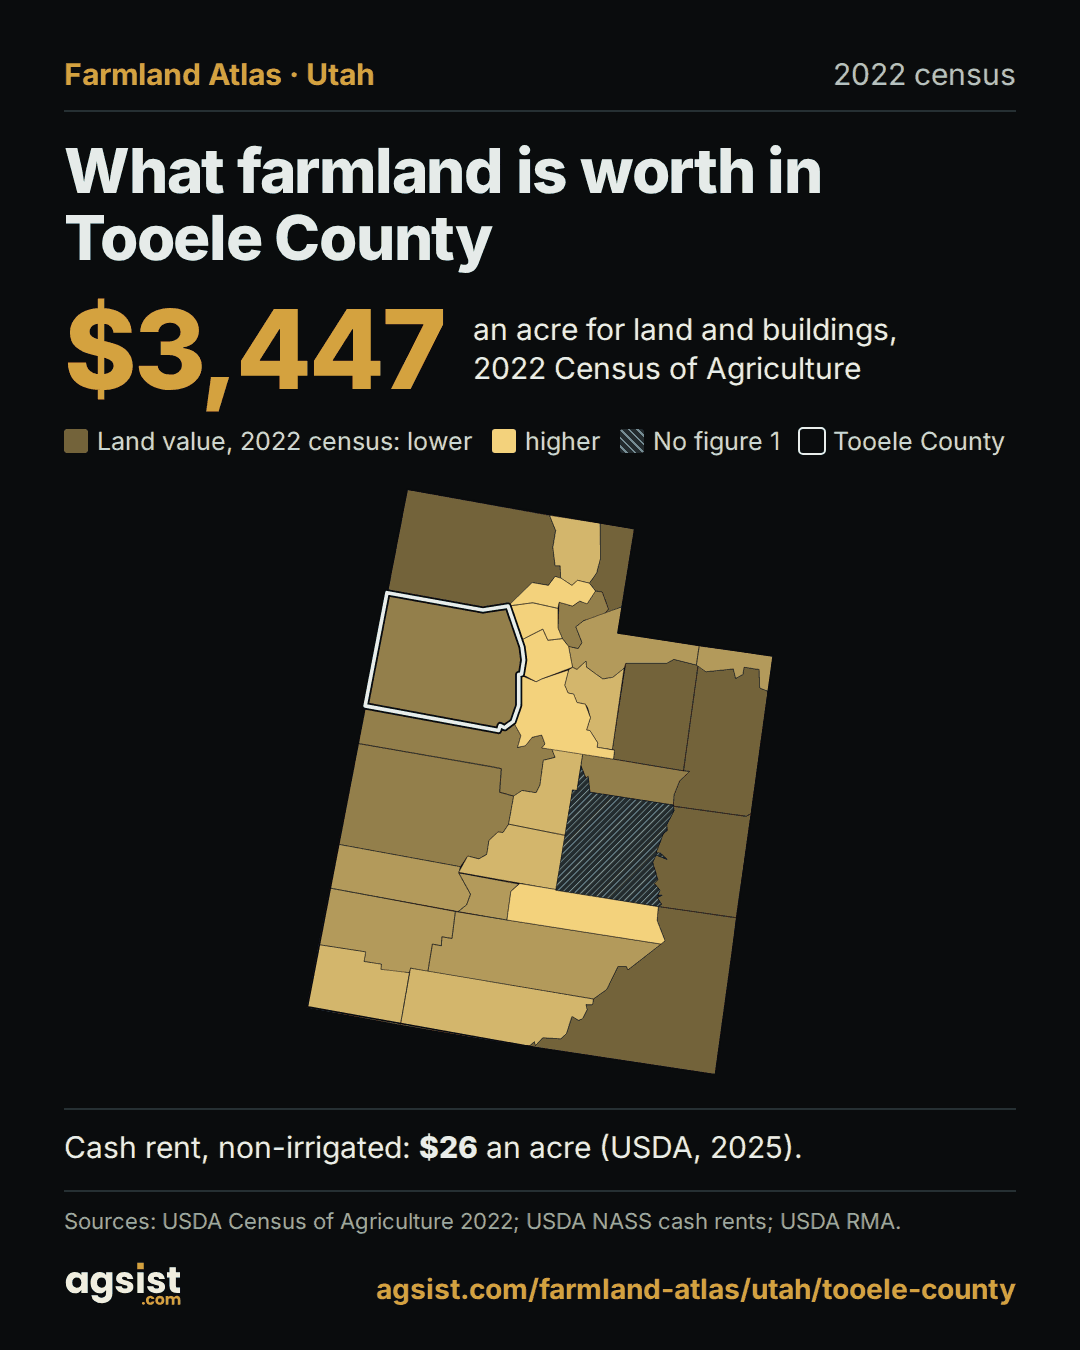 Farmland Atlas · Utah
2022 census
What farmland is worth in
Tooele County
$3,447
an acre for land and buildings,
2022 Census of Agriculture
Land value, 2022 census: lower
higher
No figure 1
Tooele County
Cash rent, non-irrigated: $26 an acre (USDA, 2025).
Sources: USDA Census of Agriculture 2022; USDA NASS cash rents; USDA RMA.
agsist
.com
agsist.com/farmland-atlas/utah/tooele-county